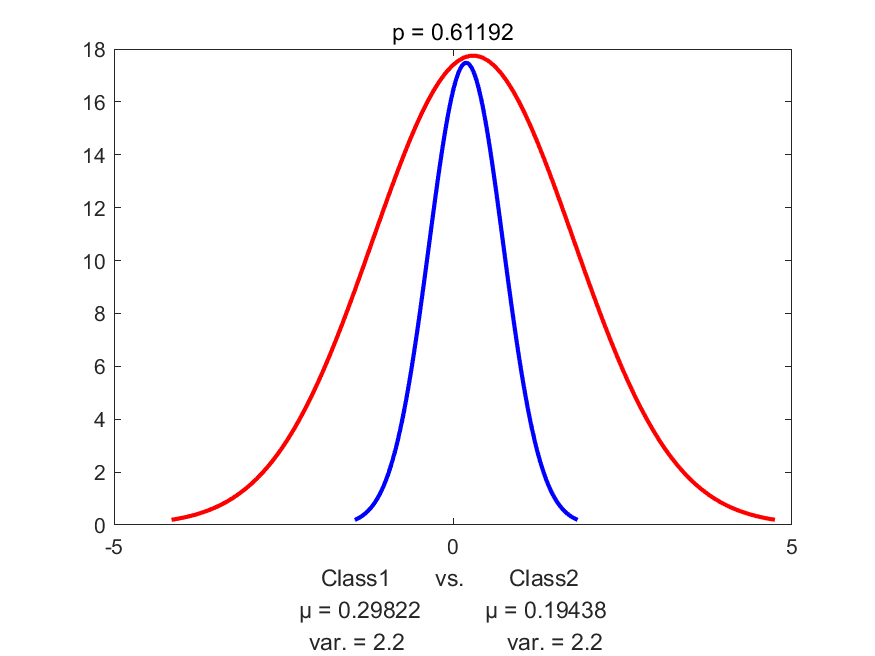 p = 0.61192
18
16
14
12
10
8
6
4
2
0
-5 0 5
Class1 vs. Class2
μ = 0.29822 μ = 0.19438
var. = 2.2 var. = 2.2